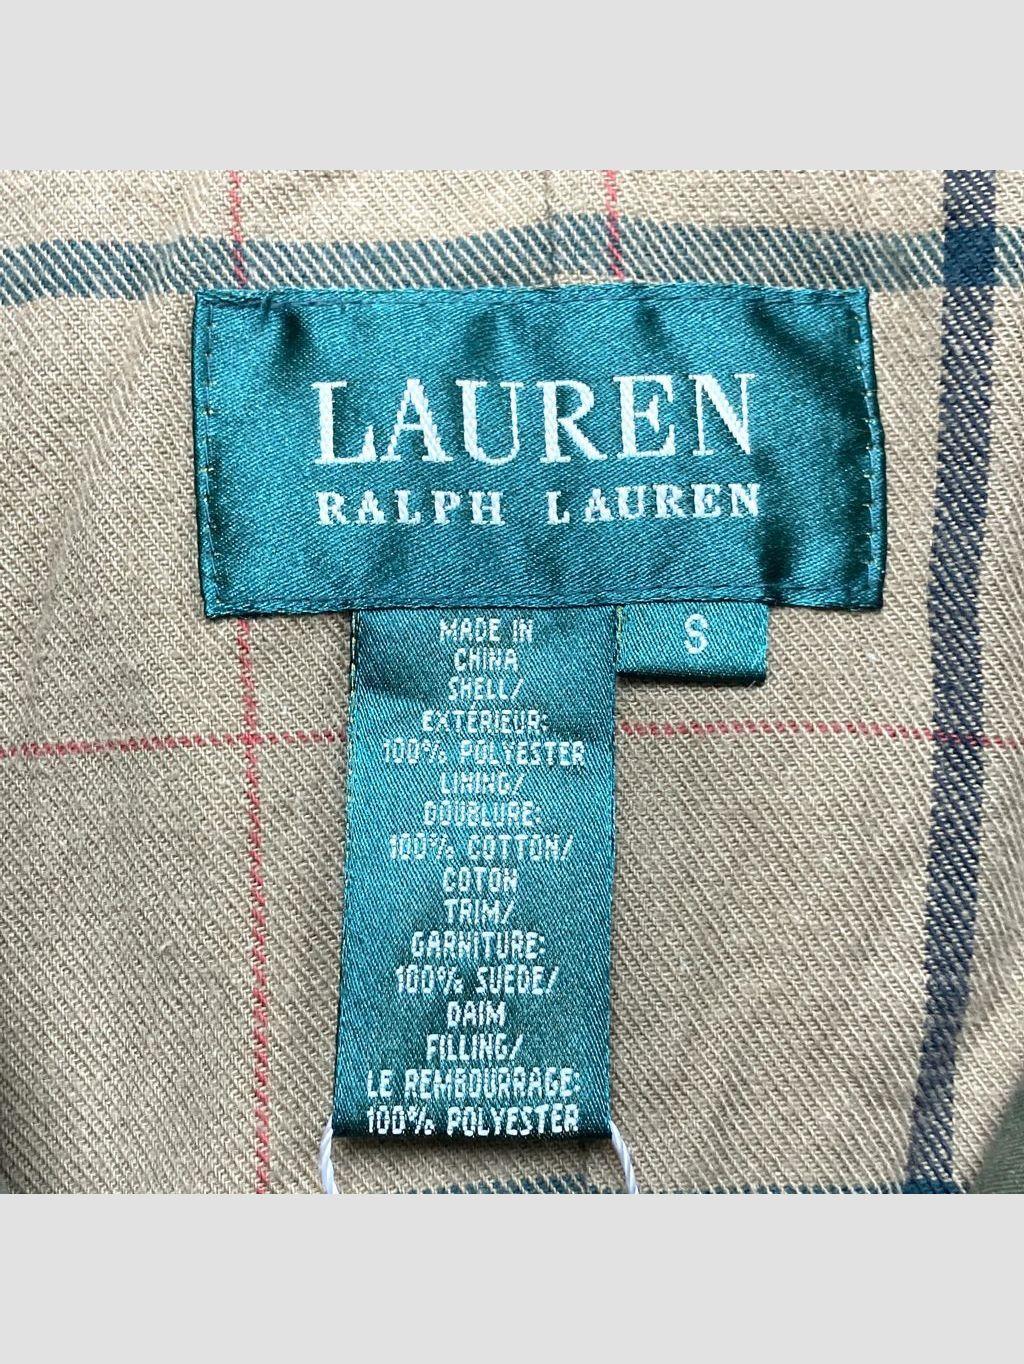 LAUREN
RALPH LAUREN
S
MADE IN
CHINA
SHELL/
EXTÉRIEUR:
100% POLYESTER
LINING/
DOUBLURE:
100% COTTON/
COTON
TRIM/
GARNITURE:
100% SUEDE/
DAIM
FILLING/
LE REMBOURRAGE:
100% POLYESTER